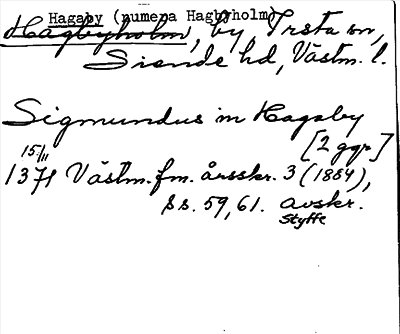 Hagaby (numera Hagbyholm)
Hagbyholm, by, Irsta sn,
Siende hd, Västm. l.
Sigmundus in Hagaby
[2 ggr]
15/11
1371 Västm. fm. årsskr. 3 (1884),
ss. 59, 61. avskr.
Styffe